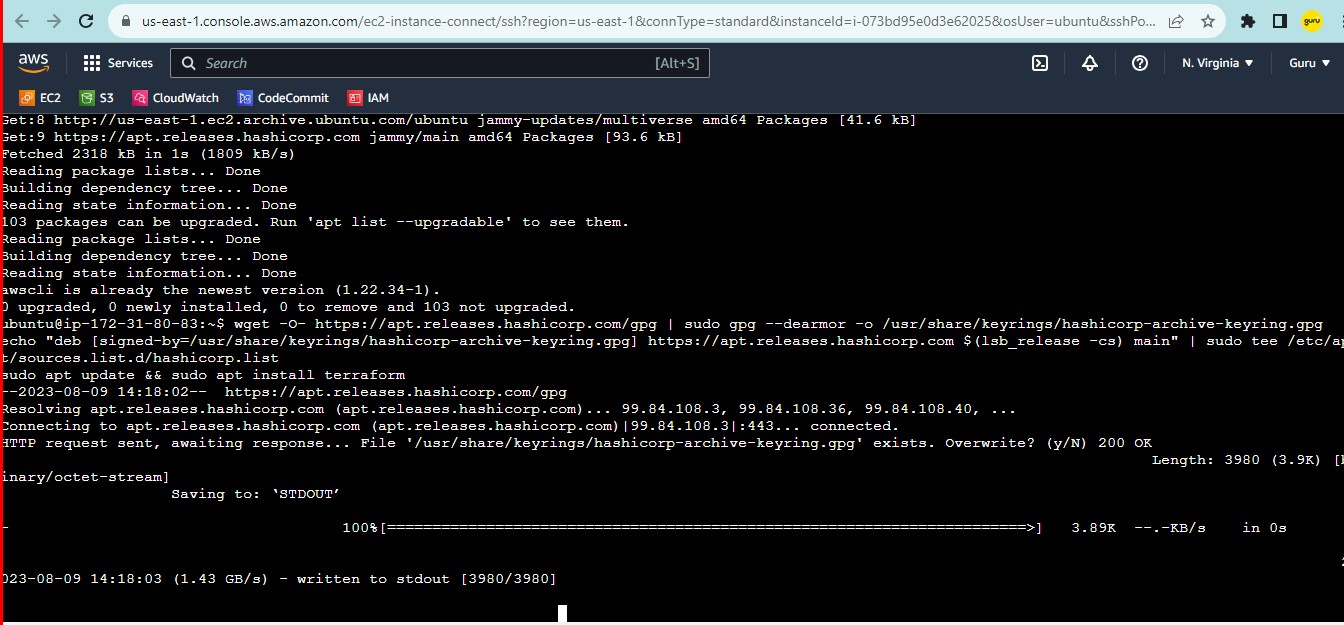 us-east-1.console.aws.amazon.com/ec2-instance-connect/ssh?region=us-east-1&connType=standard&instanceId=i-073bd95e0d3e62025&osUser=ubuntu&sshPo...
guru
aws
Services
Search
[Alt+S]
N. Virginia
Guru
EC2
S3
CloudWatch
CodeCommit
IAM
Get:8 http://us-east-1.ec2.archive.ubuntu.com/ubuntu jammy-updates/multiverse amd64 Packages [41.6 kB]
Get:9 https://apt.releases.hashicorp.com jammy/main amd64 Packages [93.6 kB]
Fetched 2318 kB in 1s (1809 kB/s)
Reading package lists... Done
Building dependency tree... Done
Reading state information... Done
103 packages can be upgraded. Run 'apt list --upgradable' to see them.
Reading package lists... Done
Building dependency tree... Done
Reading state information... Done
awscli is already the newest version (1.22.34-1).
0 upgraded, 0 newly installed, 0 to remove and 103 not upgraded.
ubuntu@ip-172-31-80-83:~$ wget -O- https://apt.releases.hashicorp.com/gpg | sudo gpg --dearmor -o /usr/share/keyrings/hashicorp-archive-keyring.gpg
echo "deb [signed-by=/usr/share/keyrings/hashicorp-archive-keyring.gpg] https://apt.releases.hashicorp.com $(lsb_release -cs) main" | sudo tee /etc/ap
t/sources.list.d/hashicorp.list
sudo apt update && sudo apt install terraform
--2023-08-09 14:18:02-- https://apt.releases.hashicorp.com/gpg
Resolving apt.releases.hashicorp.com (apt.releases.hashicorp.com)... 99.84.108.3, 99.84.108.36, 99.84.108.40, ...
Connecting to apt.releases.hashicorp.com (apt.releases.hashicorp.com)|99.84.108.3|:443... connected.
HTTP request sent, awaiting response... File '/usr/share/keyrings/hashicorp-archive-keyring.gpg' exists. Overwrite? (y/N) 200 OK
Length: 3980 (3.9K) [b
inary/octet-stream]
Saving to: ‘STDOUT’
- 100%[=======================================================================>] 3.89K --.-KB/s in 0s
2
023-08-09 14:18:03 (1.43 GB/s) - written to stdout [3980/3980]